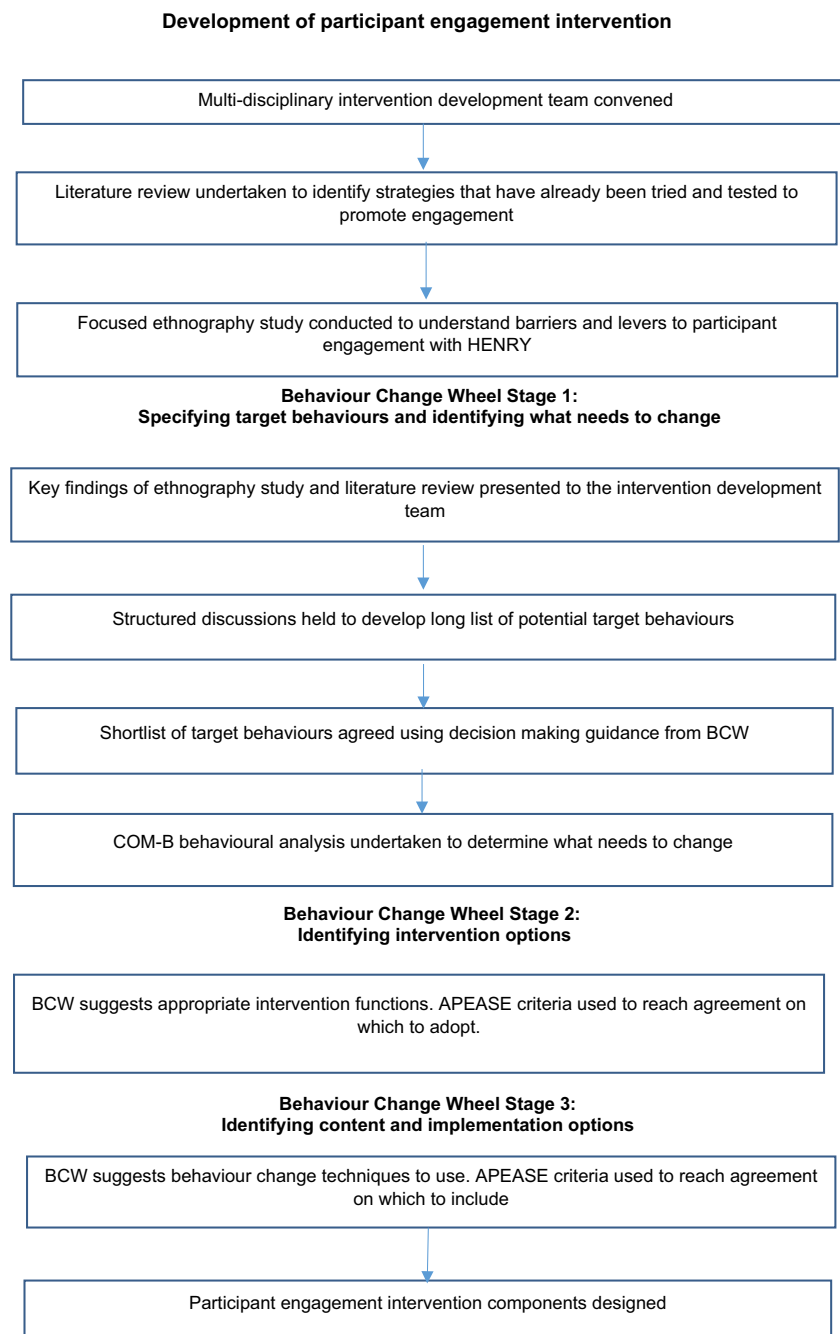 Development of participant engagement intervention
Multi-disciplinary intervention development team convened
Literature review undertaken to identify strategies that have already been tried and tested to
promote engagement
Focused ethnography study conducted to understand barriers and levers to participant
engagement with HENRY
Behaviour Change Wheel Stage 1:
Specifying target behaviours and identifying what needs to change
Key findings of ethnography study and literature review presented to the intervention development
team
Structured discussions held to develop long list of potential target behaviours
Shortlist of target behaviours agreed using decision making guidance from BCW
COM-B behavioural analysis undertaken to determine what needs to change
Behaviour Change Wheel Stage 2:
Identifying intervention options
BCW suggests appropriate intervention functions. APEASE criteria used to reach agreement on
which to adopt.
Behaviour Change Wheel Stage 3:
Identifying content and implementation options
BCW suggests behaviour change techniques to use. APEASE criteria used to reach agreement
on which to include
Participant engagement intervention components designed